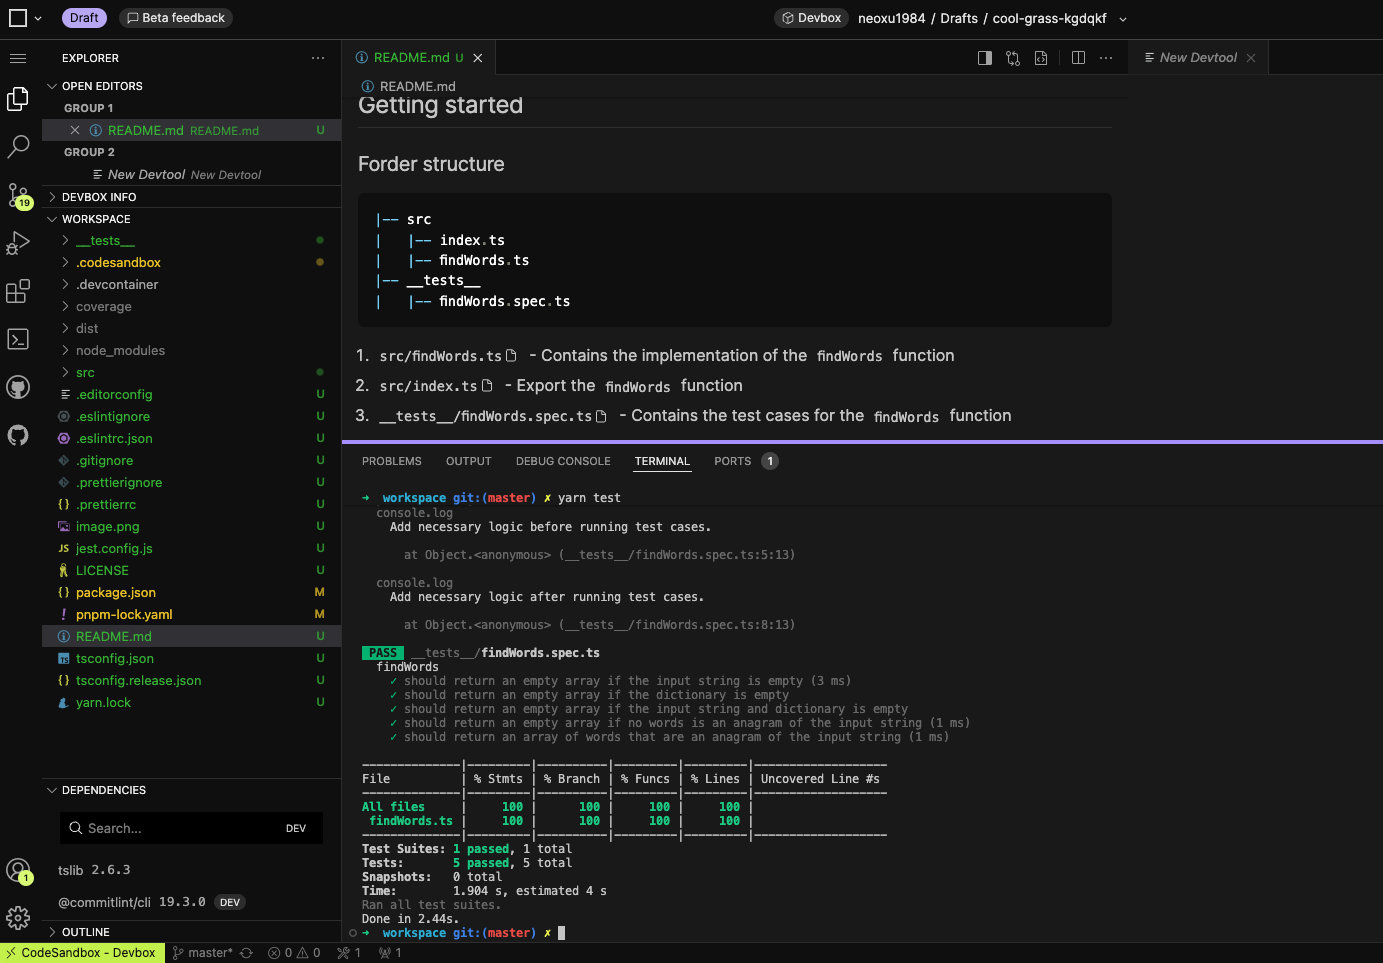 Draft
Beta feedback
Devbox
neoxu1984 / Drafts / cool-grass-kgdqkf
EXPLORER
OPEN EDITORS
GROUP 1
README.md README.md U
GROUP 2
New Devtool New Devtool
DEVBOX INFO
WORKSPACE
__tests__
.codesandbox
.devcontainer
coverage
dist
node_modules
src
.editorconfig U
.eslintignore U
.eslintrc.json U
.gitignore U
.prettierignore U
{} .prettierrc U
image.png U
JS jest.config.js U
LICENSE U
{} package.json M
! pnpm-lock.yaml M
README.md U
TS tsconfig.json U
{} tsconfig.release.json U
yarn.lock U
19
1
DEPENDENCIES
Search... DEV
tslib 2.6.3
@commitlint/cli 19.3.0 DEV
OUTLINE
README.md U
New Devtool
README.md
Getting started
Forder structure
|-- src
|   |-- index.ts
|   |-- findWords.ts
|-- __tests__
|   |-- findWords.spec.ts
1. src/findWords.ts - Contains the implementation of the findWords function
2. src/index.ts - Export the findWords function
3. __tests__/findWords.spec.ts - Contains the test cases for the findWords function
PROBLEMS OUTPUT DEBUG CONSOLE TERMINAL PORTS 1
➜ workspace git:(master) ✗ yarn test
console.log
Add necessary logic before running test cases.
at Object.<anonymous> (__tests__/findWords.spec.ts:5:13)
console.log
Add necessary logic after running test cases.
at Object.<anonymous> (__tests__/findWords.spec.ts:8:13)
PASS __tests__/findWords.spec.ts
findWords
✓ should return an empty array if the input string is empty (3 ms)
✓ should return an empty array if the dictionary is empty
✓ should return an empty array if the input string and dictionary is empty
✓ should return an empty array if no words is an anagram of the input string (1 ms)
✓ should return an array of words that are an anagram of the input string (1 ms)
--------------|---------|----------|---------|---------|-------------------
File          | % Stmts | % Branch | % Funcs | % Lines | Uncovered Line #s
--------------|---------|----------|---------|---------|-------------------
All files     |     100 |      100 |     100 |     100 |
 findWords.ts |     100 |      100 |     100 |     100 |
--------------|---------|----------|---------|---------|-------------------
Test Suites: 1 passed, 1 total
Tests:       5 passed, 5 total
Snapshots:   0 total
Time:        1.904 s, estimated 4 s
Ran all test suites.
Done in 2.44s.
➜ workspace git:(master) ✗
CodeSandbox - Devbox
master*
0 0
1
1